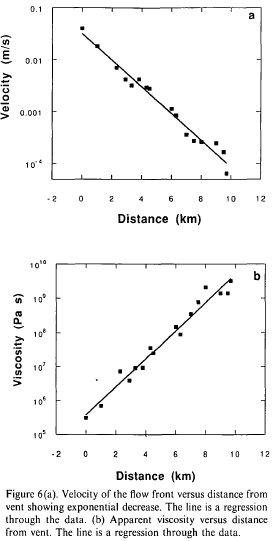 0.1
a
0.01
0.001
10-4
Velocity (m/s)
-2 0 2 4 6 8 10 12
Distance (km)
10¹⁰
b
10⁹
10⁸
10⁷
10⁶
10⁵
Viscosity (Pa s)
-2 0 2 4 6 8 10 12
Distance (km)
Figure 6(a). Velocity of the flow front versus distance from
vent showing exponential decrease. The line is a regression
through the data. (b) Apparent viscosity versus distance
from vent. The line is a regression through the data.